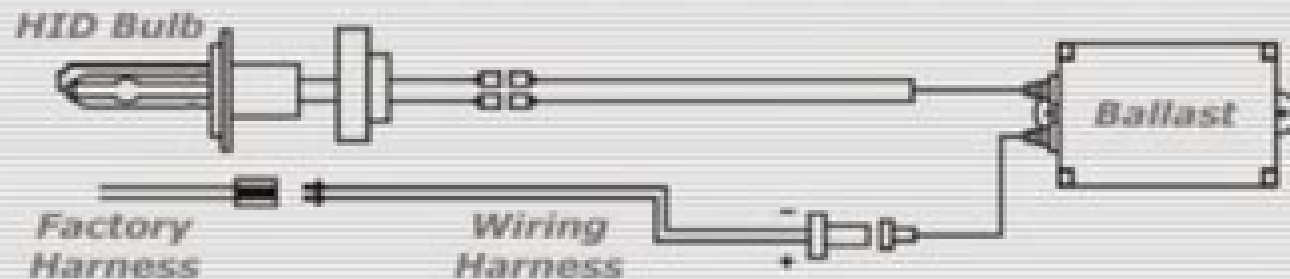 HID Bulb
Ballast
Factory
Harness
Wiring
Harness
-
+